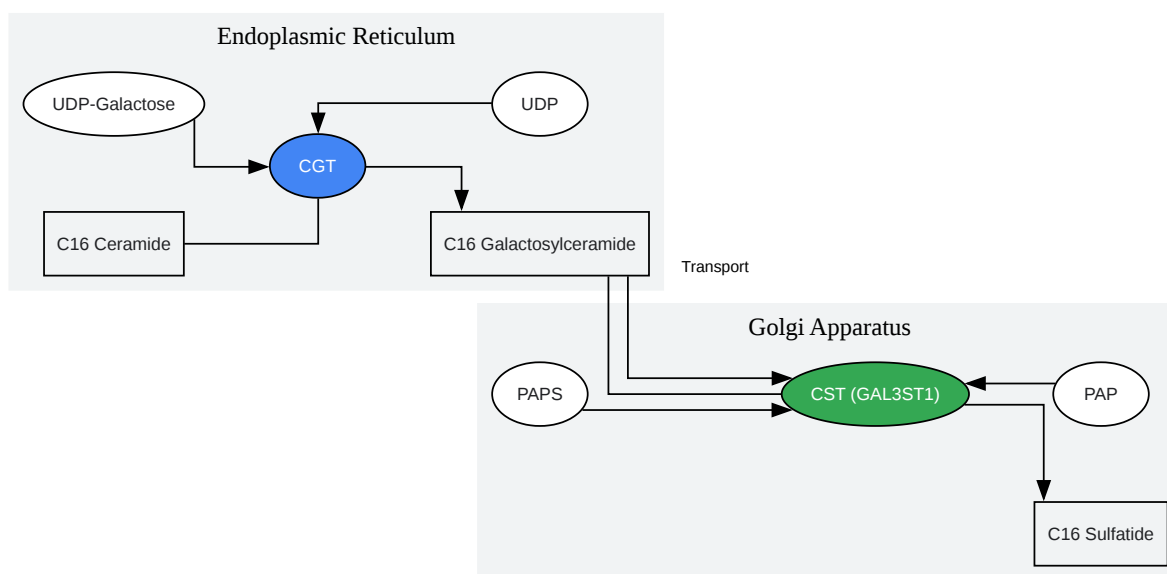 Endoplasmic Reticulum
UDP-Galactose
UDP
CGT
C16 Ceramide
C16 Galactosylceramide
Transport
Golgi Apparatus
PAPS
CST (GAL3ST1)
PAP
C16 Sulfatide